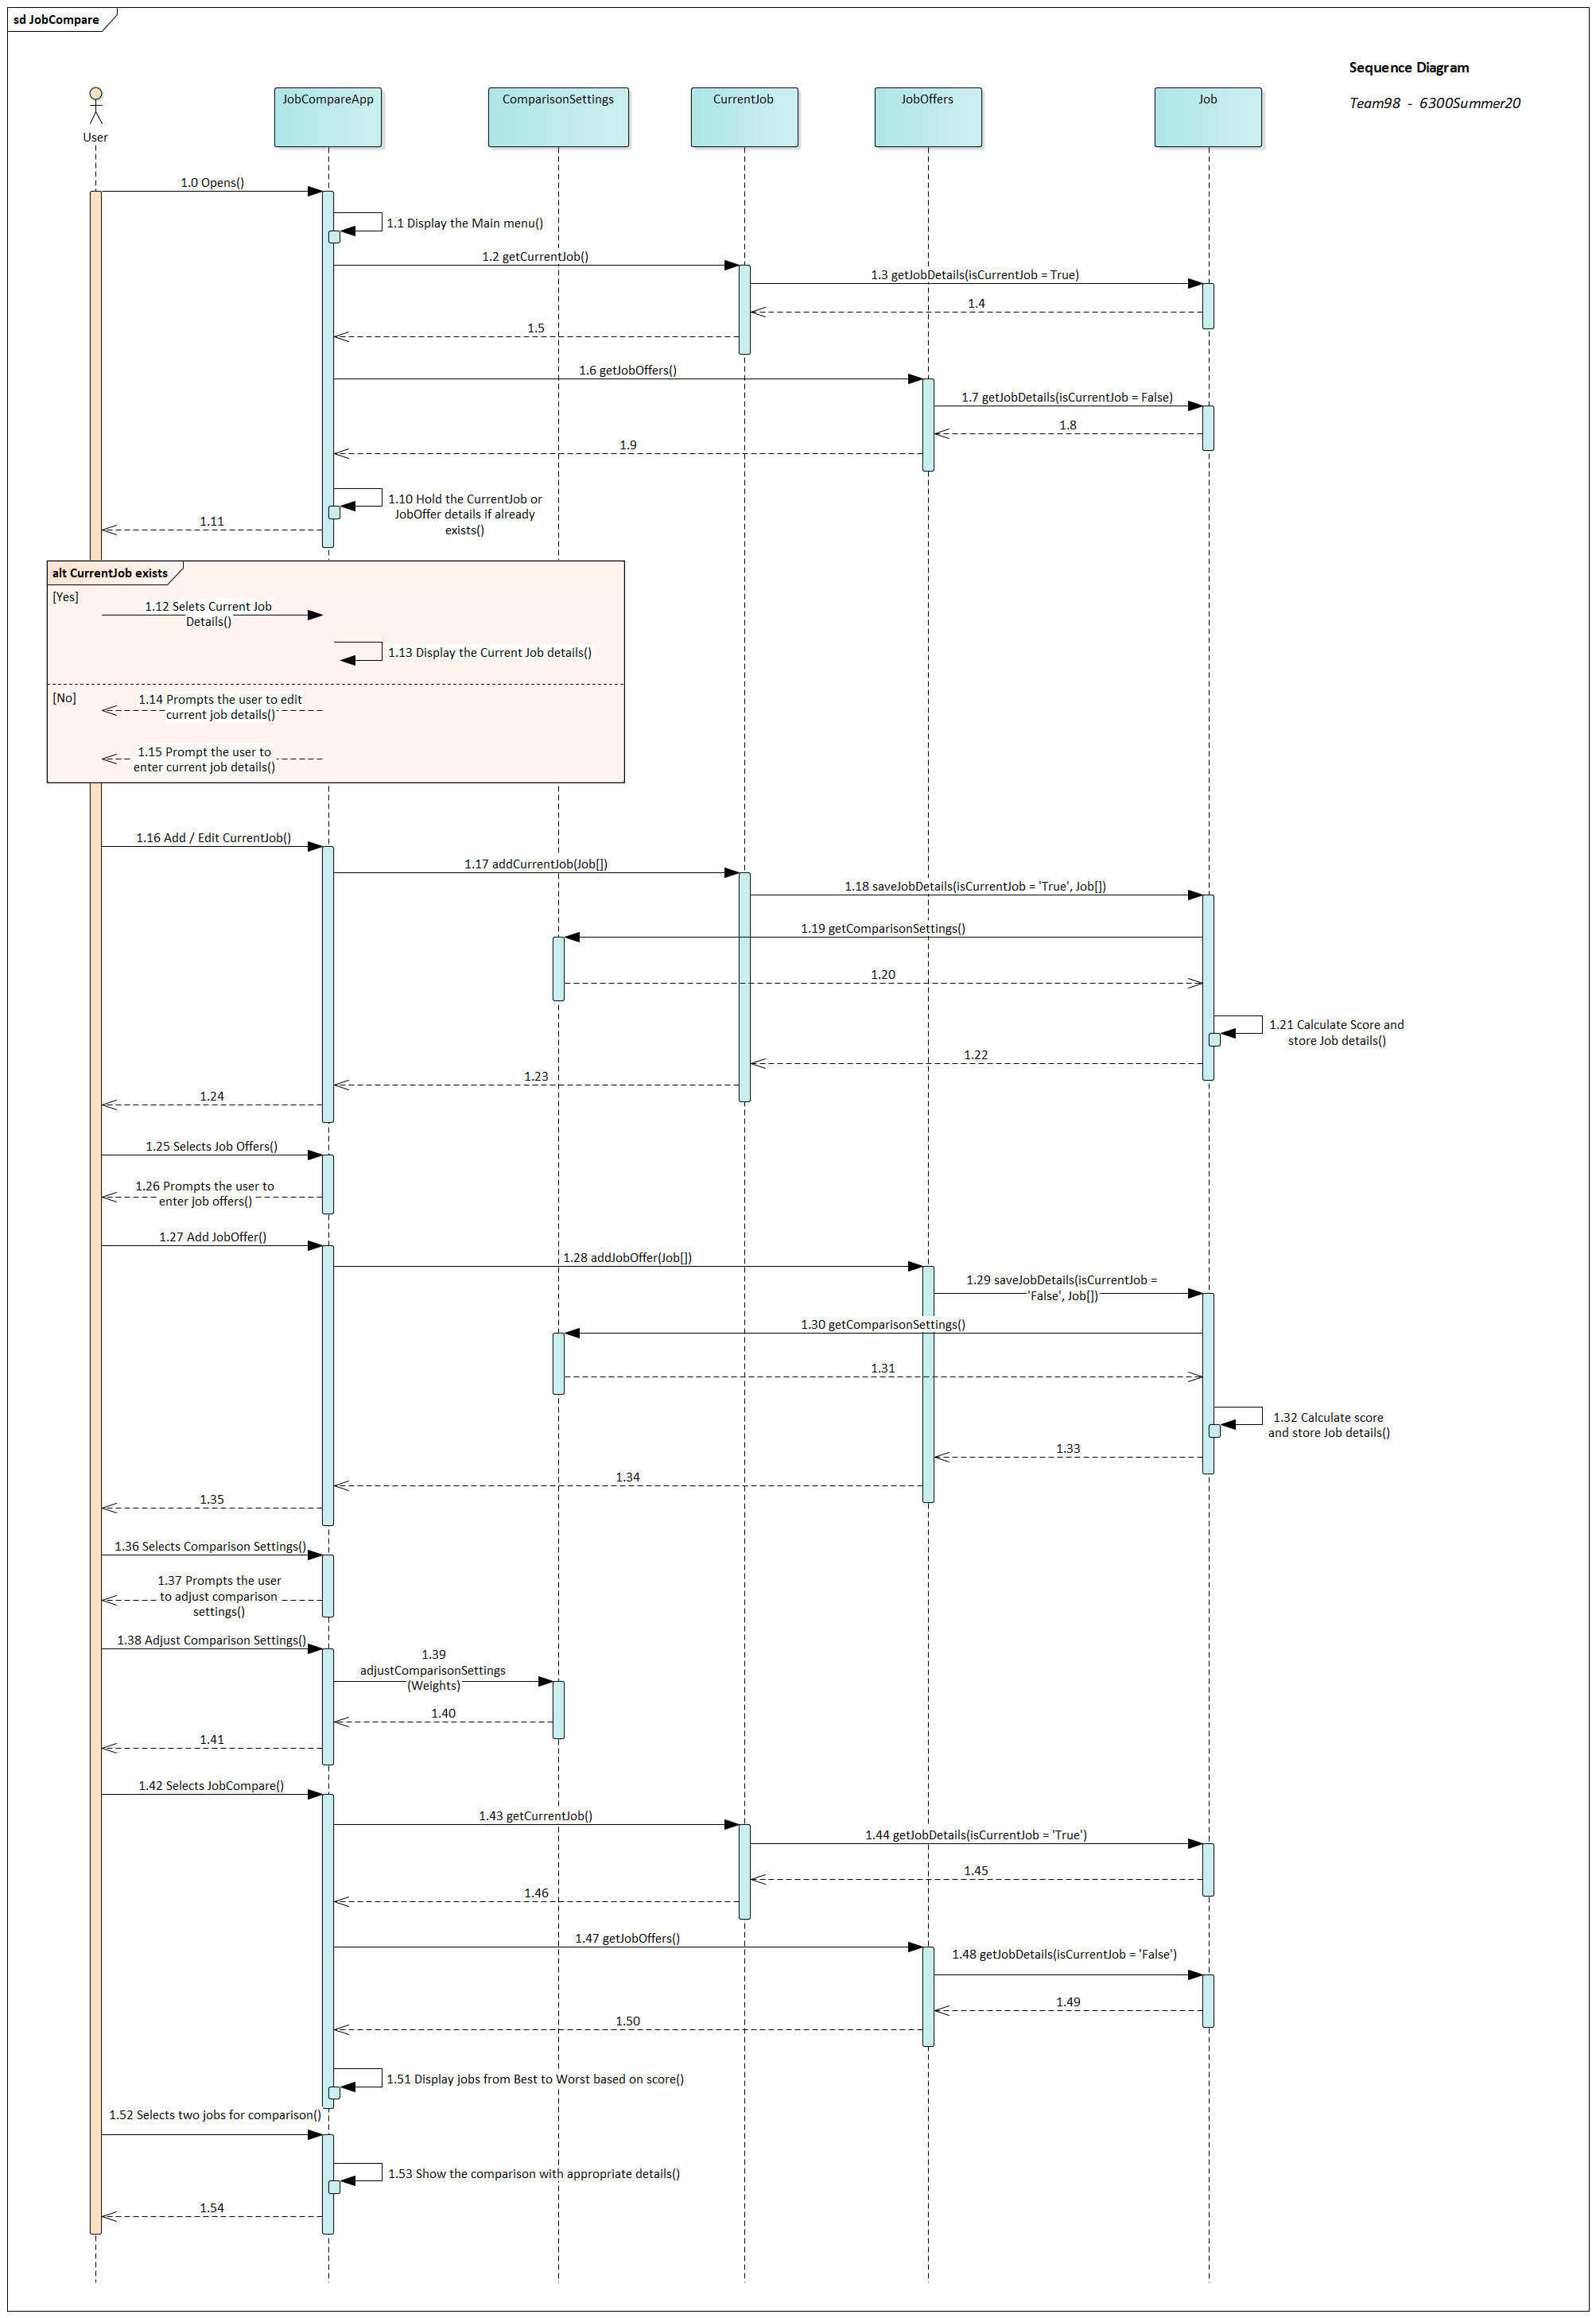 sd JobCompare
Sequence Diagram
Team98 - 6300Summer20
User
JobCompareApp
ComparisonSettings
CurrentJob
JobOffers
Job
1.0 Opens()
1.1 Display the Main menu()
1.2 getCurrentJob()
1.3 getJobDetails(isCurrentJob = True)
1.4
1.5
1.6 getJobOffers()
1.7 getJobDetails(isCurrentJob = False)
1.8
1.9
1.10 Hold the CurrentJob or
JobOffer details if already
exists()
1.11
alt CurrentJob exists
[Yes]
1.12 Selets Current Job
Details()
1.13 Display the Current Job details()
[No]
1.14 Prompts the user to edit
current job details()
1.15 Prompt the user to
enter current job details()
1.16 Add / Edit CurrentJob()
1.17 addCurrentJob(Job[])
1.18 saveJobDetails(isCurrentJob = 'True', Job[])
1.19 getComparisonSettings()
1.20
1.21 Calculate Score and
store Job details()
1.22
1.23
1.24
1.25 Selects Job Offers()
1.26 Prompts the user to
enter job offers()
1.27 Add JobOffer()
1.28 addJobOffer(Job[])
1.29 saveJobDetails(isCurrentJob =
'False', Job[])
1.30 getComparisonSettings()
1.31
1.32 Calculate score
and store Job details()
1.33
1.34
1.35
1.36 Selects Comparison Settings()
1.37 Prompts the user
to adjust comparison
settings()
1.38 Adjust Comparison Settings()
1.39
adjustComparisonSettings
(Weights)
1.40
1.41
1.42 Selects JobCompare()
1.43 getCurrentJob()
1.44 getJobDetails(isCurrentJob = 'True')
1.45
1.46
1.47 getJobOffers()
1.48 getJobDetails(isCurrentJob = 'False')
1.49
1.50
1.51 Display jobs from Best to Worst based on score()
1.52 Selects two jobs for comparison()
1.53 Show the comparison with appropriate details()
1.54